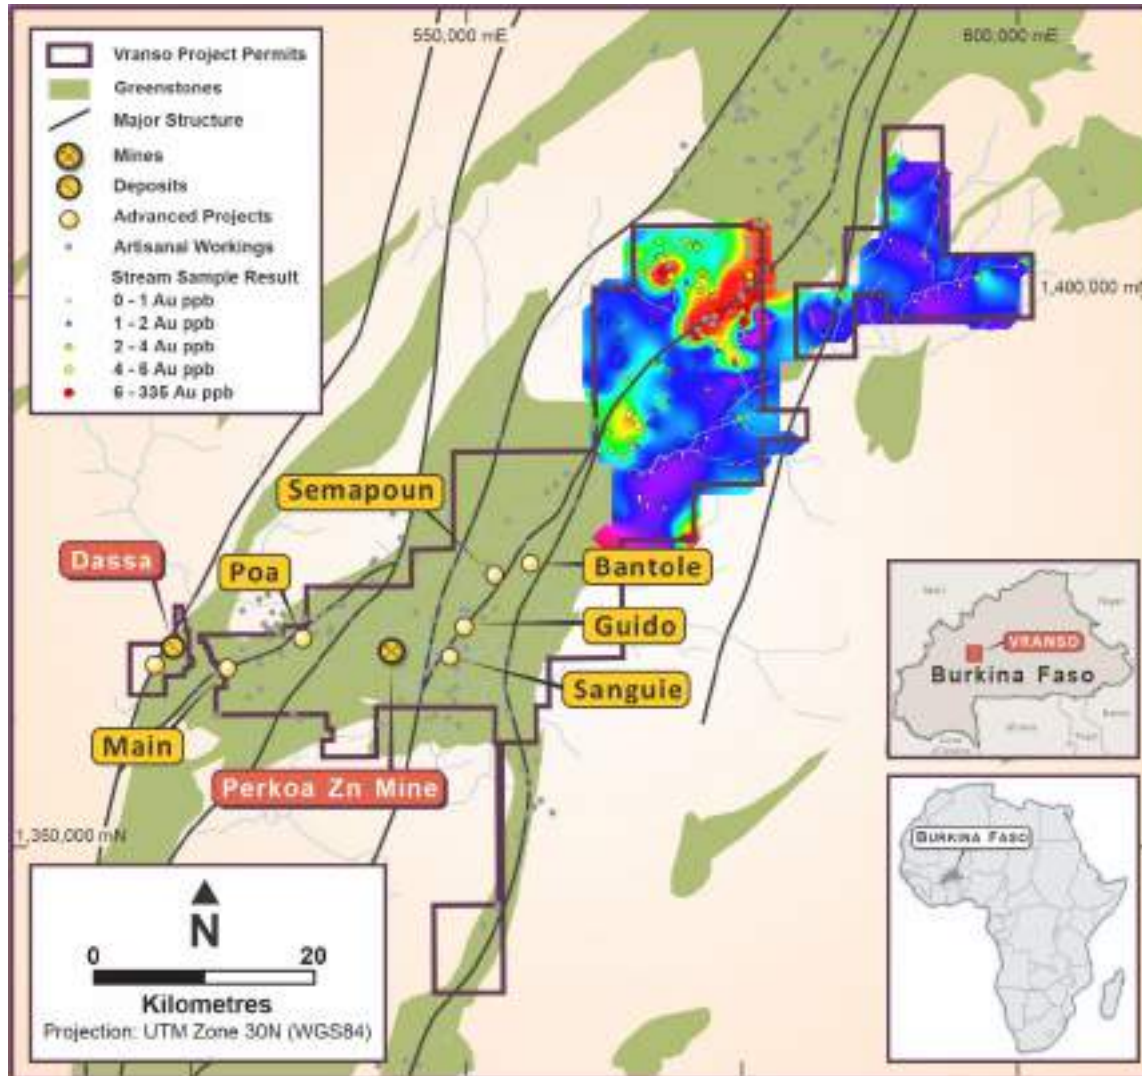 550,000 mE
600,000 mE
Vranso Project Permits
Greenstones
Major Structure
Mines
Deposits
Advanced Projects
Artisanal Workings
Stream Sample Result
0 - 1 Au ppb
1 - 2 Au ppb
2 - 4 Au ppb
4 - 6 Au ppb
6 - 335 Au ppb
1,400,000 mN
Semapoun
Dassa
Poa
Bantole
Guido
Sanguie
Main
Perkoa Zn Mine
1,350,000 mN
VRANSO
Burkina Faso
BURKINA FASO
N
0 20
Kilometres
Projection: UTM Zone 30N (WGS84)